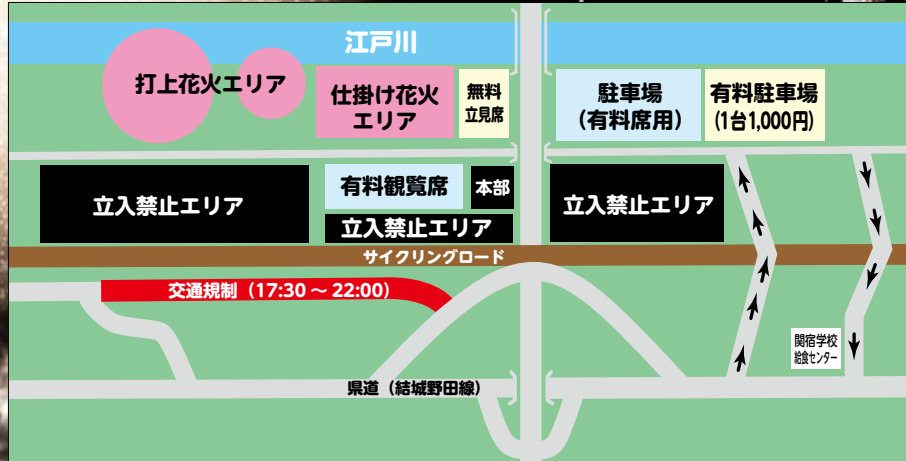 江戸川
打上花火エリア
仕掛け花火
エリア
無料
立見席
駐車場
（有料席用）
有料駐車場
(1台1,000円)
立入禁止エリア
有料観覧席
本部
立入禁止エリア
立入禁止エリア
サイクリングロード
交通規制（17:30 ～ 22:00）
関宿学校
給食センター
県道（結城野田線）